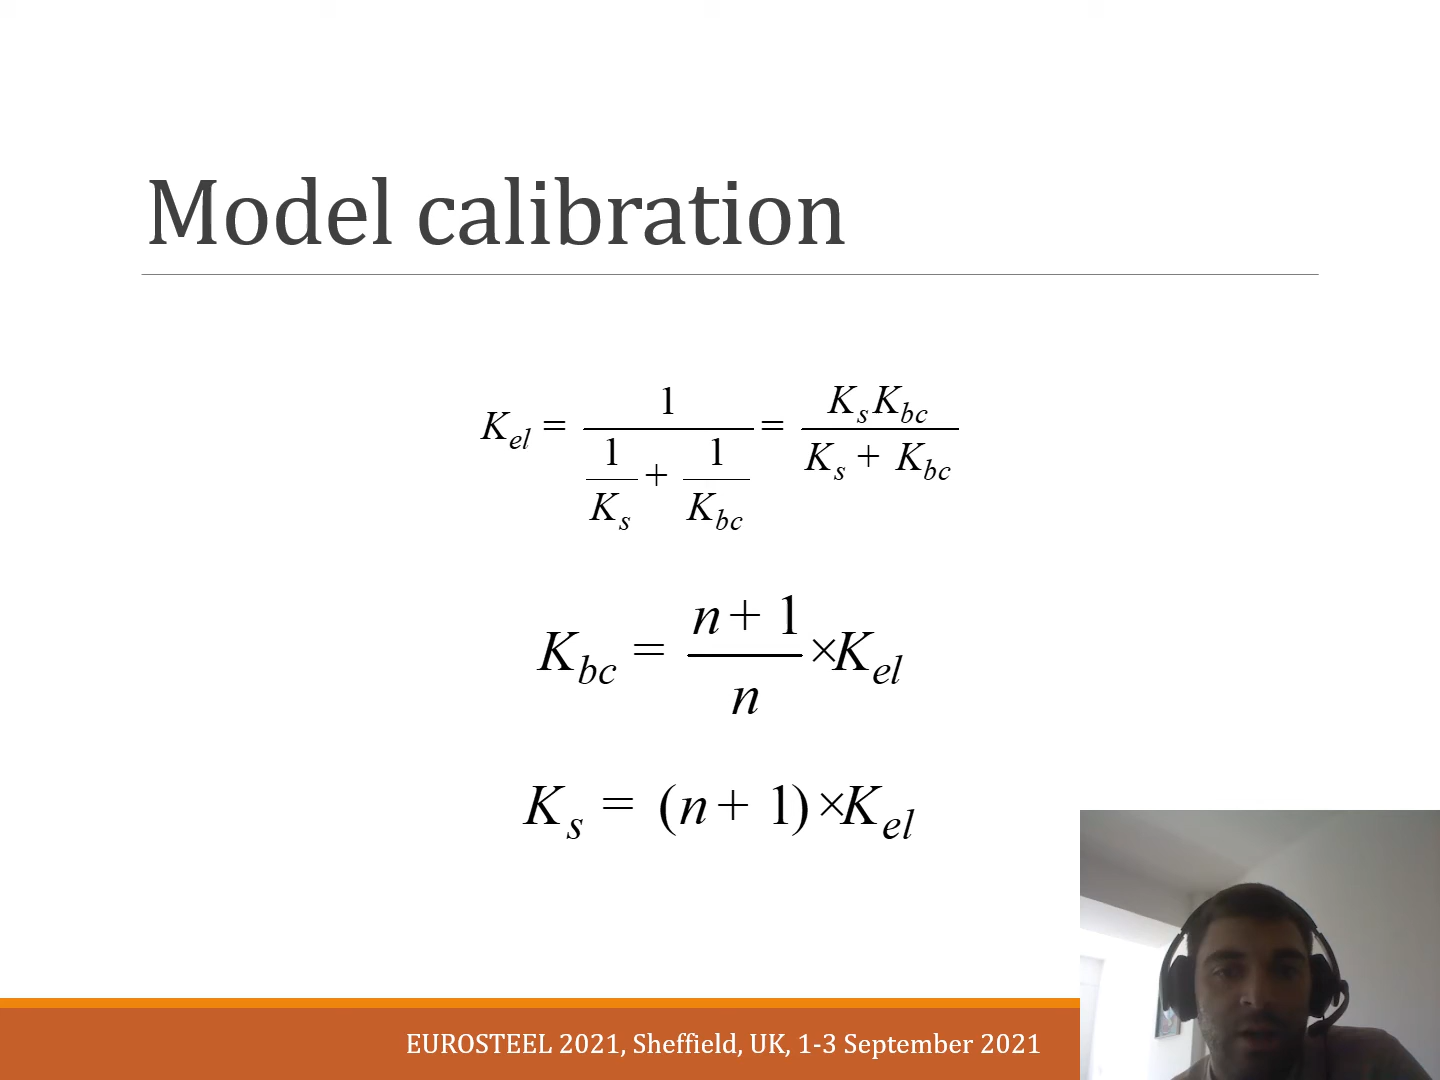 Model calibration
K_el = 1 / (1/K_s + 1/K_bc) = K_s K_bc / (K_s + K_bc)
K_bc = (n + 1)/n × K_el
K_s = (n + 1) × K_el
EUROSTEEL 2021, Sheffield, UK, 1-3 September 2021